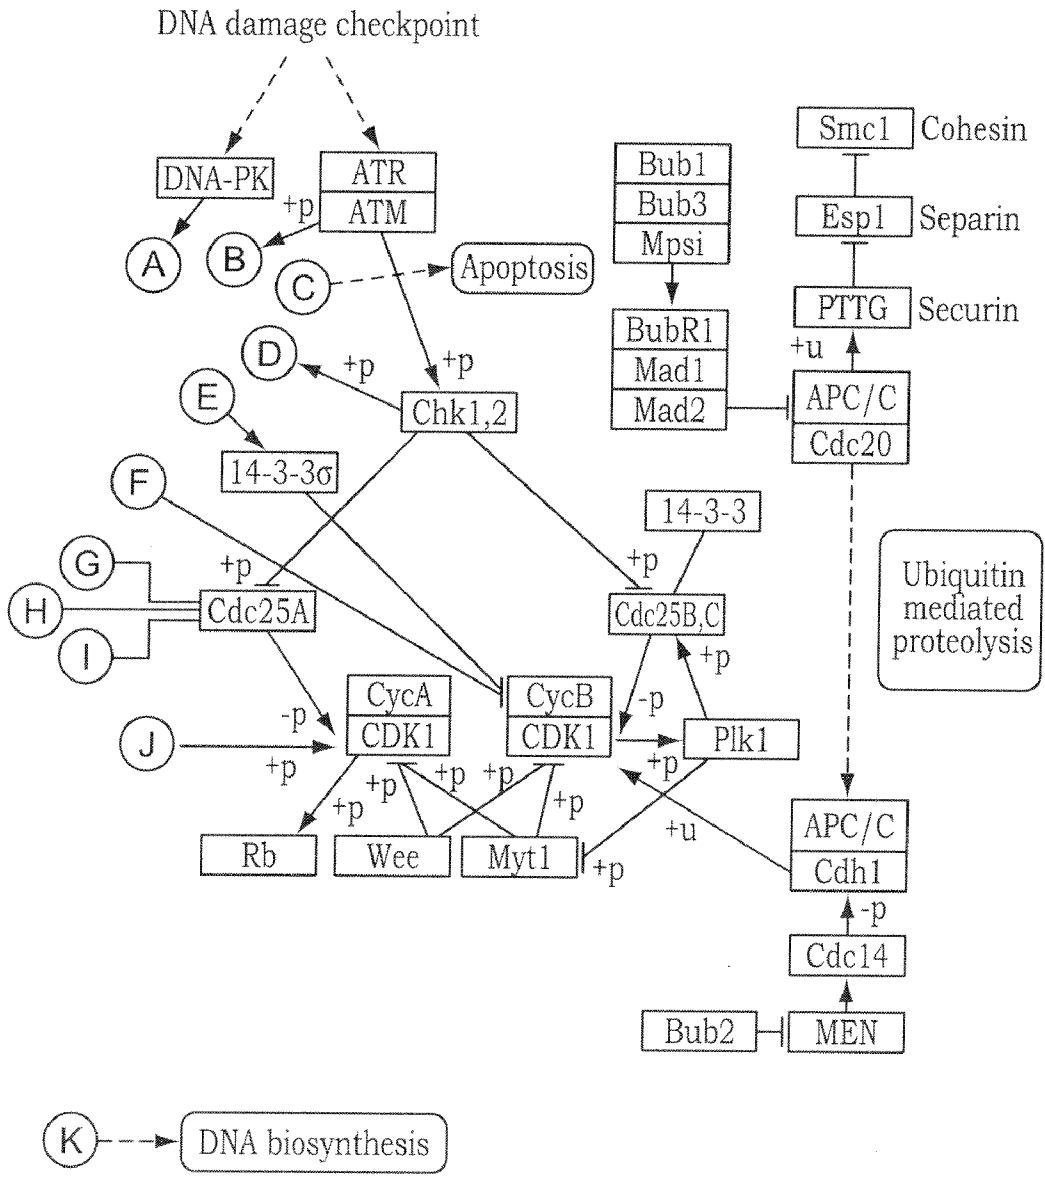 DNA damage checkpoint
DNA-PK
ATR
ATM
+p
A
B
C
Apoptosis
Bub1
Bub3
Mpsi
Smc1 Cohesin
Esp1 Separin
PTTG Securin
+u
BubR1
Mad1
Mad2
APC/C
Cdc20
D
+p
+p
Chk1,2
E
14-3-3σ
F
14-3-3
G
+p
+p
H
Cdc25A
Cdc25B,C
I
Ubiquitin
mediated
proteolysis
-p
-p
+p
CycA
CDK1
CycB
CDK1
Plk1
J
+p
+p
+p
+p
+p
+p
+p
+u
+p
Rb
Wee
Myt1
APC/C
Cdh1
-p
Cdc14
Bub2
MEN
K
DNA biosynthesis